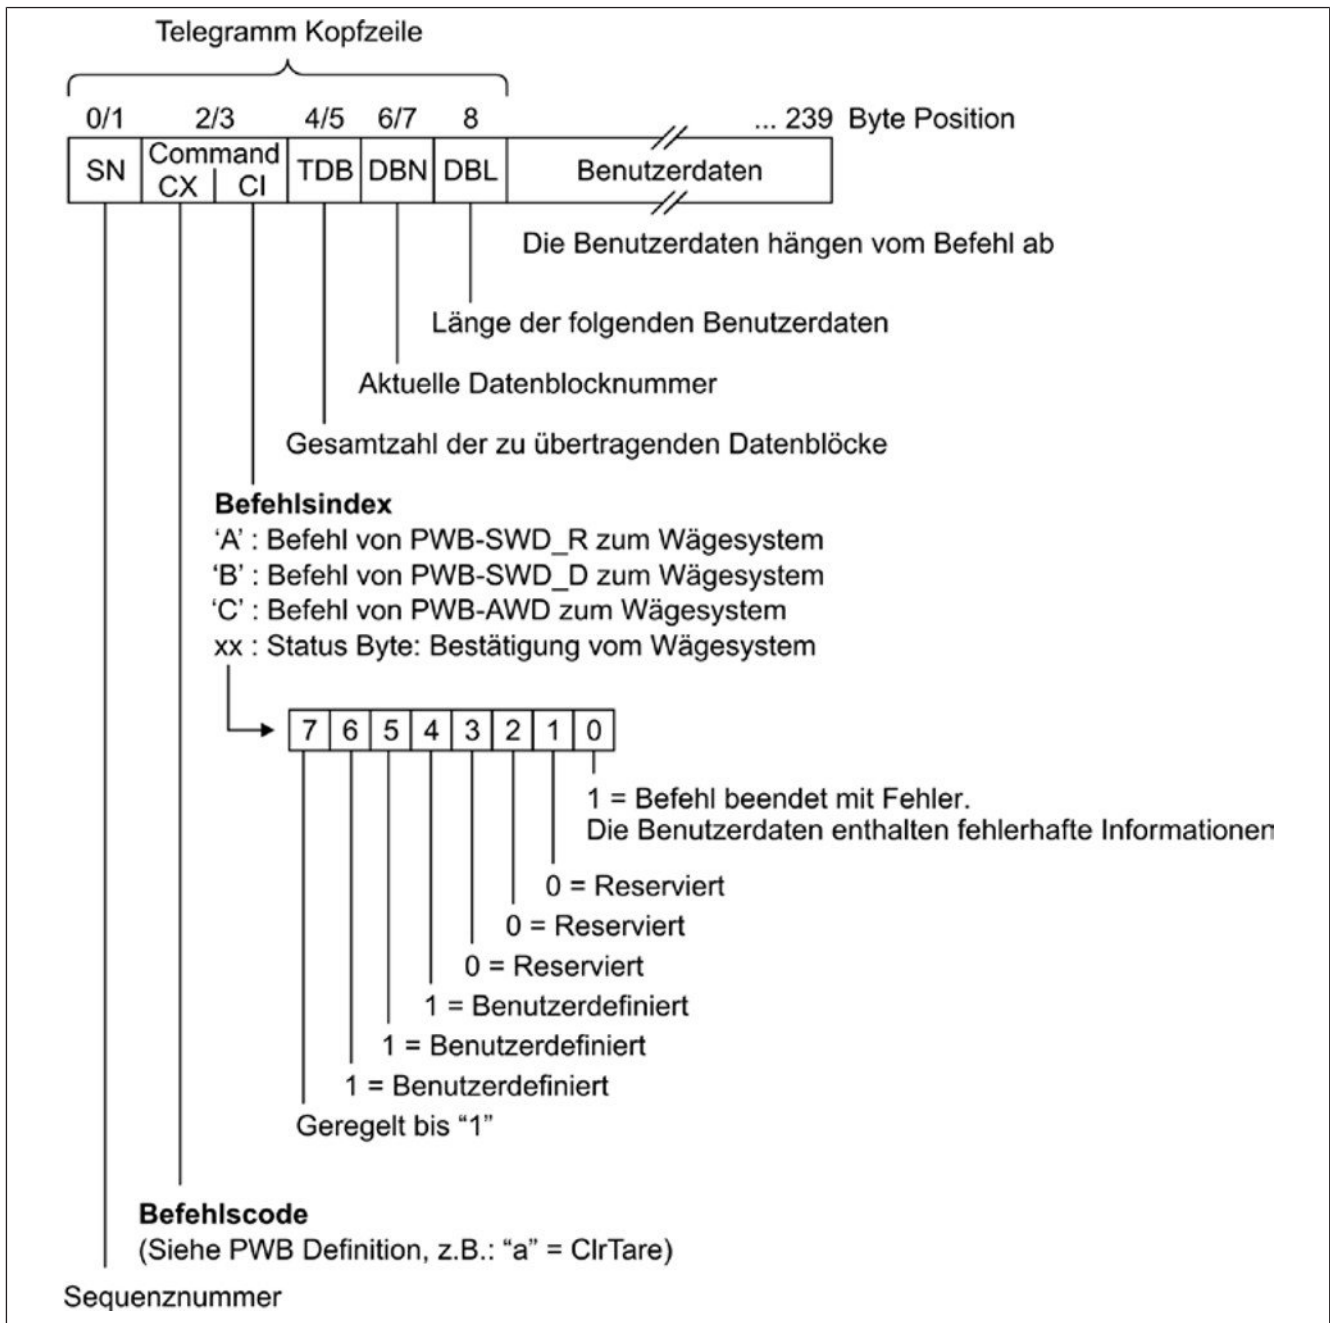 Telegramm Kopfzeile
0/1 2/3 4/5 6/7 8 ... 239 Byte Position
SN Command CX CI TDB DBN DBL Benutzerdaten
Die Benutzerdaten hängen vom Befehl ab
Länge der folgenden Benutzerdaten
Aktuelle Datenblocknummer
Gesamtzahl der zu übertragenden Datenblöcke
Befehlsindex
‘A’ : Befehl von PWB-SWD_R zum Wägesystem
‘B’ : Befehl von PWB-SWD_D zum Wägesystem
‘C’ : Befehl von PWB-AWD zum Wägesystem
xx : Status Byte: Bestätigung vom Wägesystem
7 6 5 4 3 2 1 0
1 = Befehl beendet mit Fehler.
Die Benutzerdaten enthalten fehlerhafte Informationen
0 = Reserviert
0 = Reserviert
0 = Reserviert
1 = Benutzerdefiniert
1 = Benutzerdefiniert
1 = Benutzerdefiniert
Geregelt bis “1”
Befehlscode
(Siehe PWB Definition, z.B.: “a” = ClrTare)
Sequenznummer